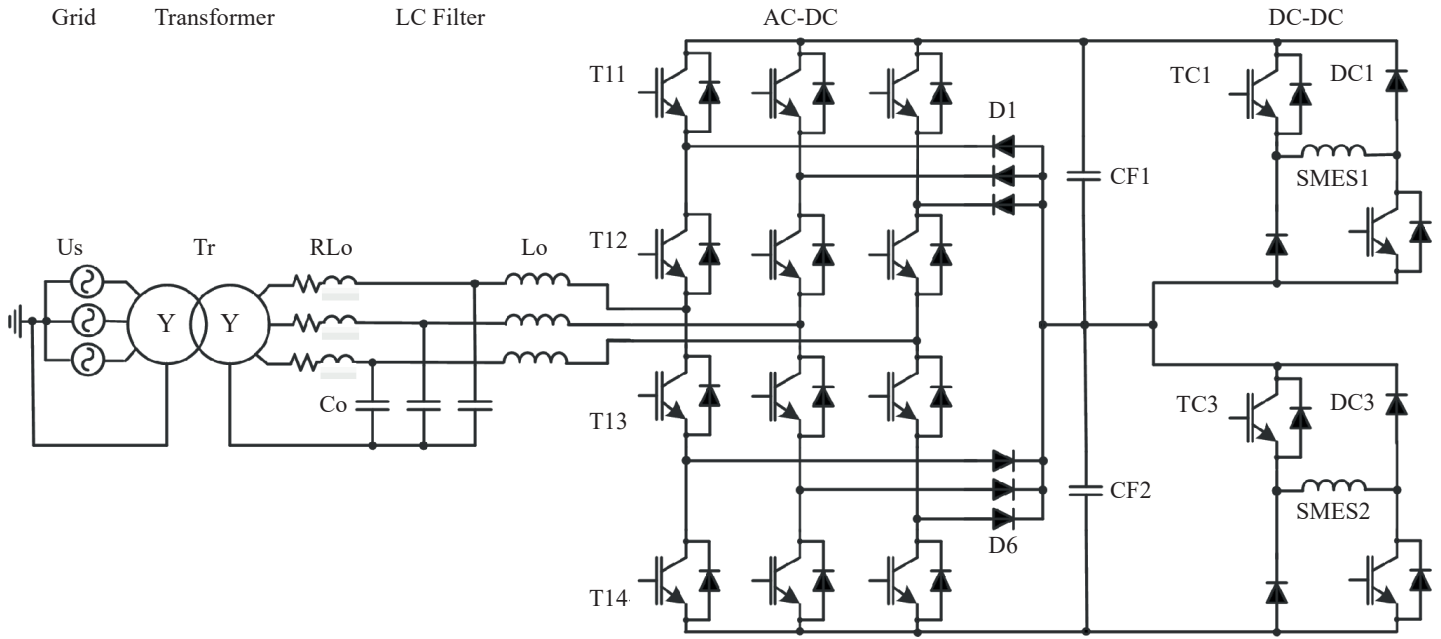 Grid Transformer LC Filter AC-DC DC-DC
T11 TC1 DC1
D1
CF1 SMES1
Us Tr RLo Lo T12
Y Y
Co T13 TC3 DC3
CF2 SMES2
D6
T14